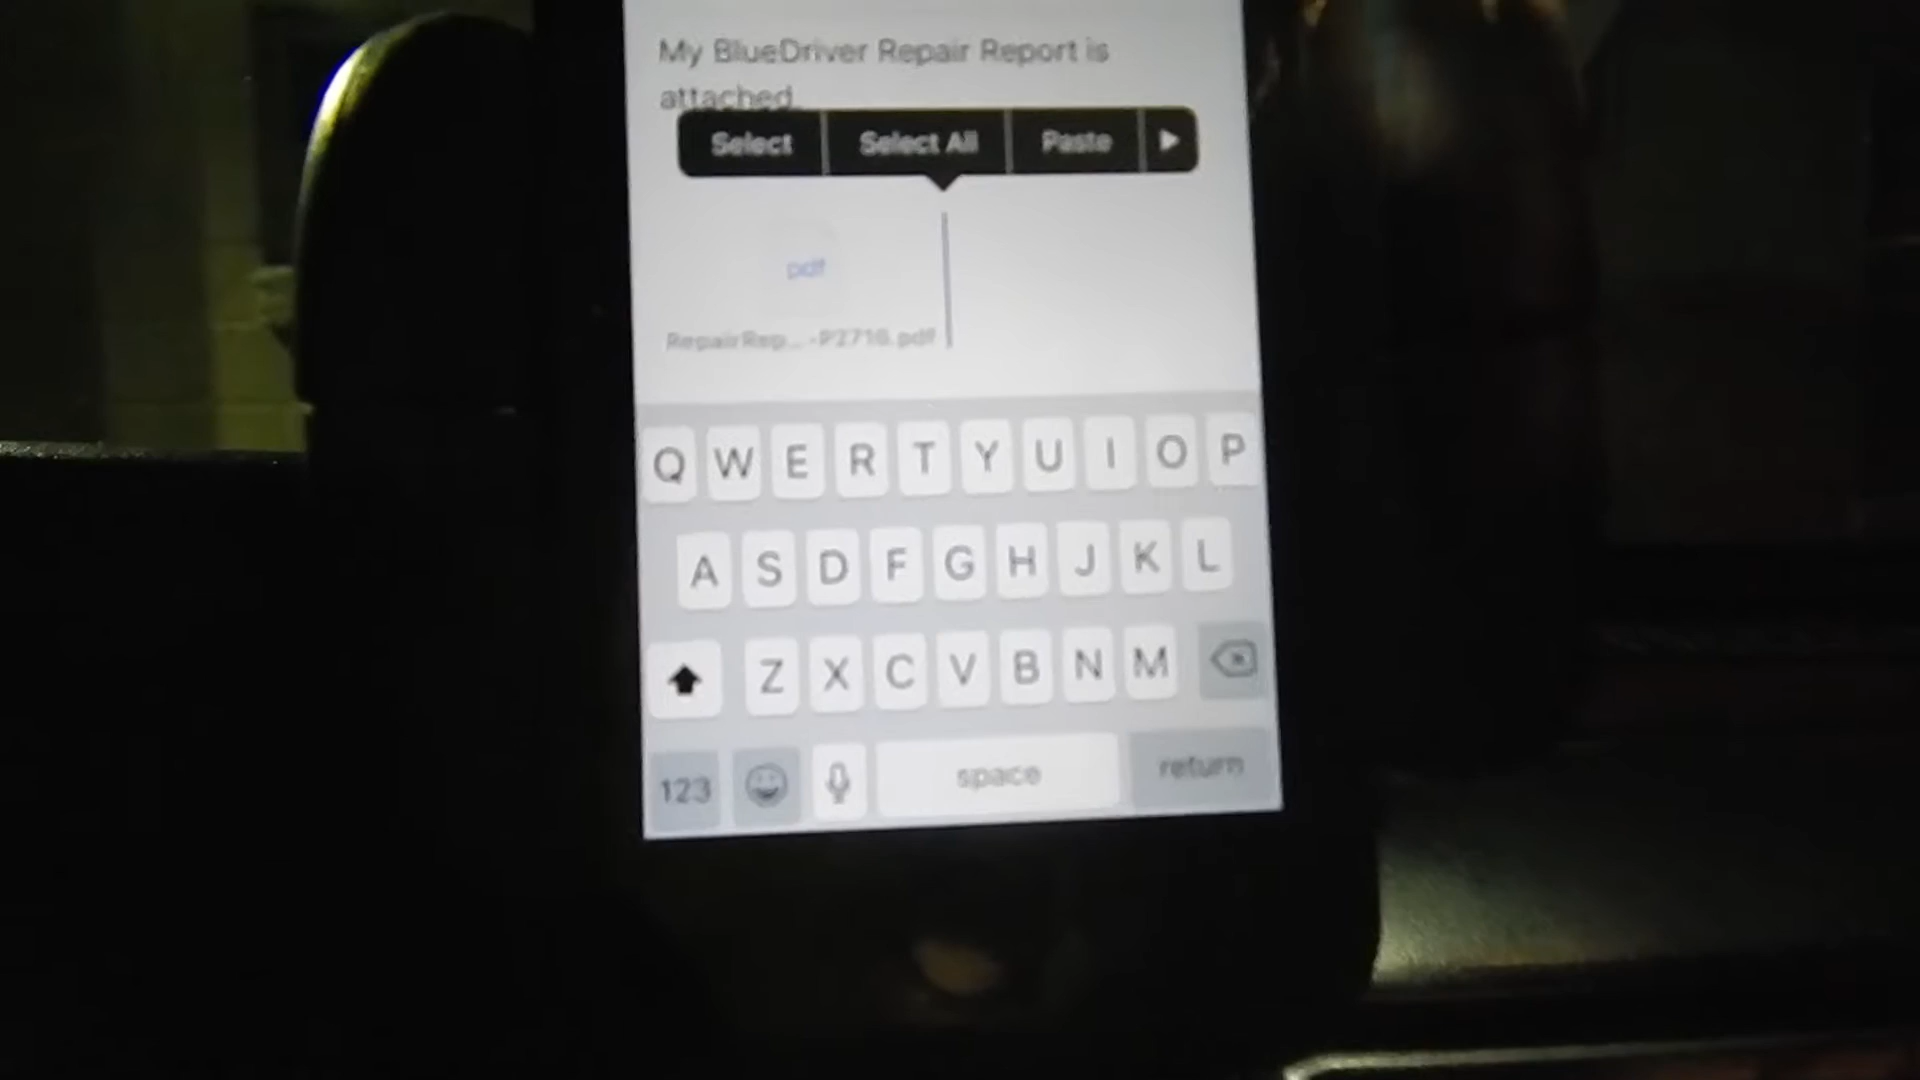 My BlueDriver Repair Report is
attached.
Select Select All Paste
pdf
RepairRep... -P2716.pdf
Q W E R T Y U I O P
A S D F G H J K L
Z X C V B N M
123 space return